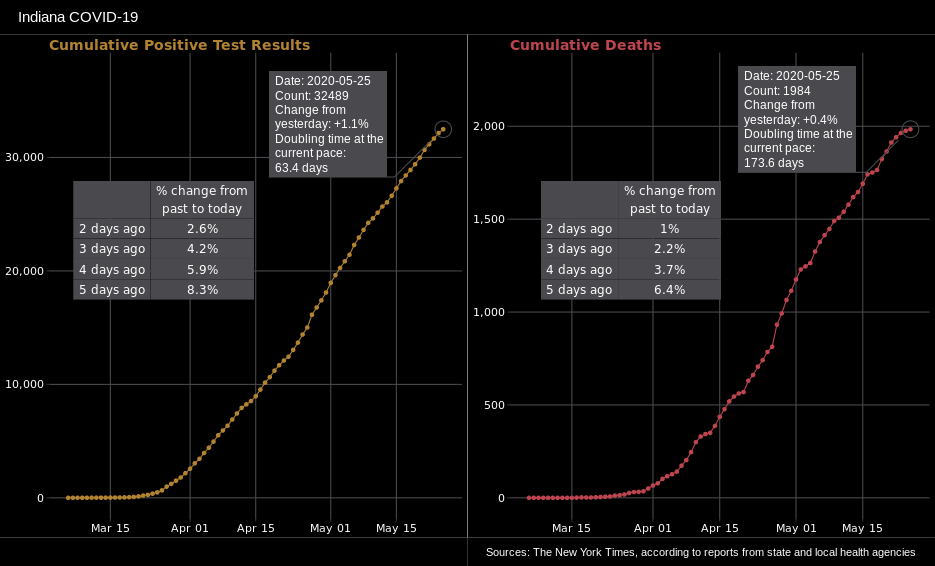 Indiana COVID-19
Cumulative Positive Test Results
Date: 2020-05-25
Count: 32489
Change from
yesterday: +1.1%
Doubling time at the
current pace:
63.4 days
30,000
20,000
10,000
0
% change from
past to today
2 days ago 2.6%
3 days ago 4.2%
4 days ago 5.9%
5 days ago 8.3%
Mar 15 Apr 01 Apr 15 May 01 May 15
Cumulative Deaths
Date: 2020-05-25
Count: 1984
Change from
yesterday: +0.4%
Doubling time at the
current pace:
173.6 days
2,000
1,500
1,000
500
0
% change from
past to today
2 days ago 1%
3 days ago 2.2%
4 days ago 3.7%
5 days ago 6.4%
Mar 15 Apr 01 Apr 15 May 01 May 15
Sources: The New York Times, according to reports from state and local health agencies